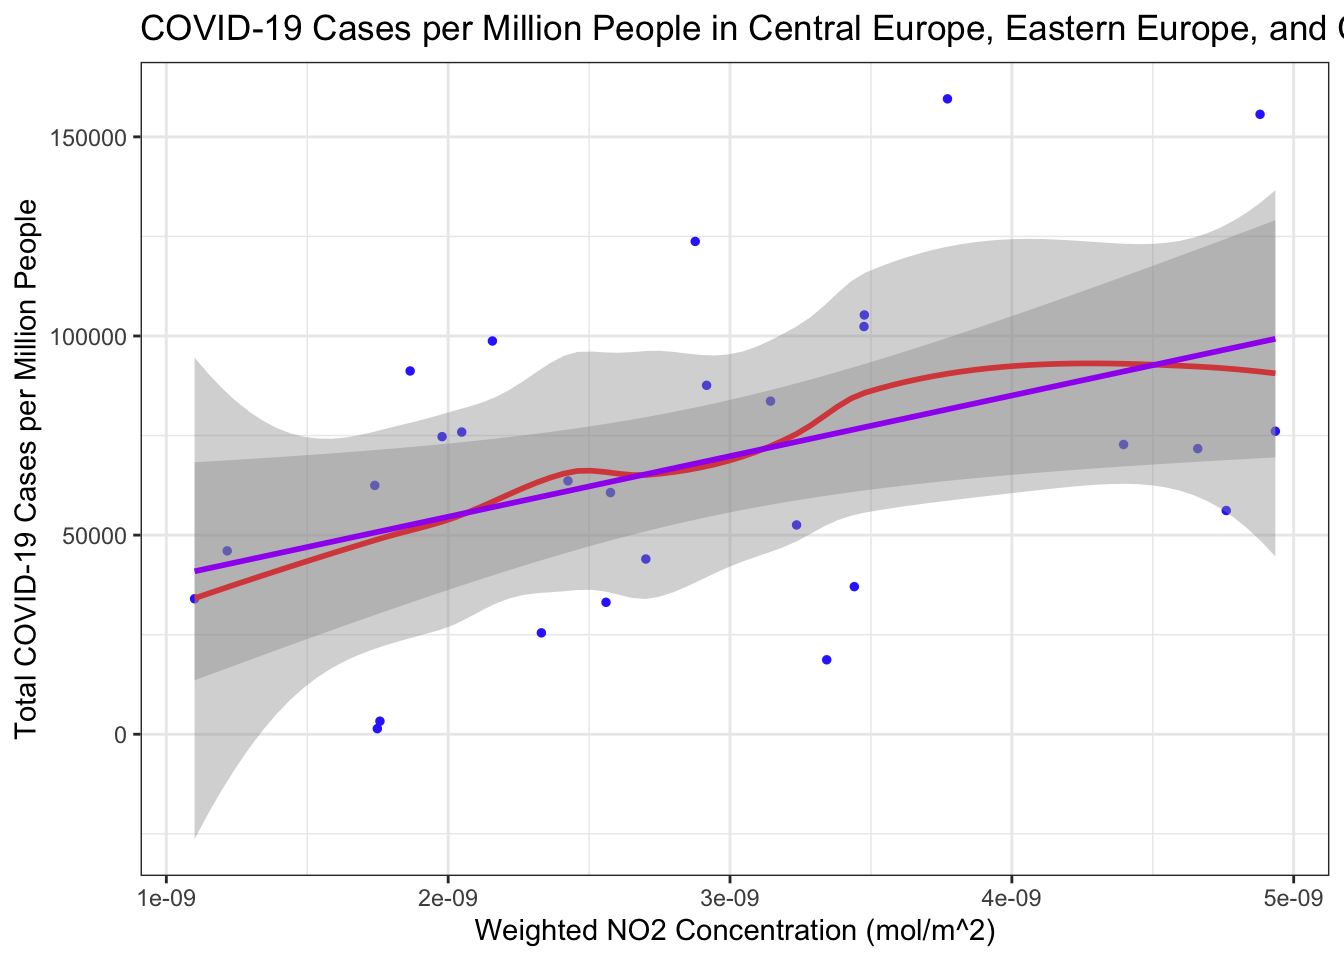 COVID-19 Cases per Million People in Central Europe, Eastern Europe, and
Total COVID-19 Cases per Million People
150000
100000
50000
0
1e-09 2e-09 3e-09 4e-09 5e-09
Weighted NO2 Concentration (mol/m^2)